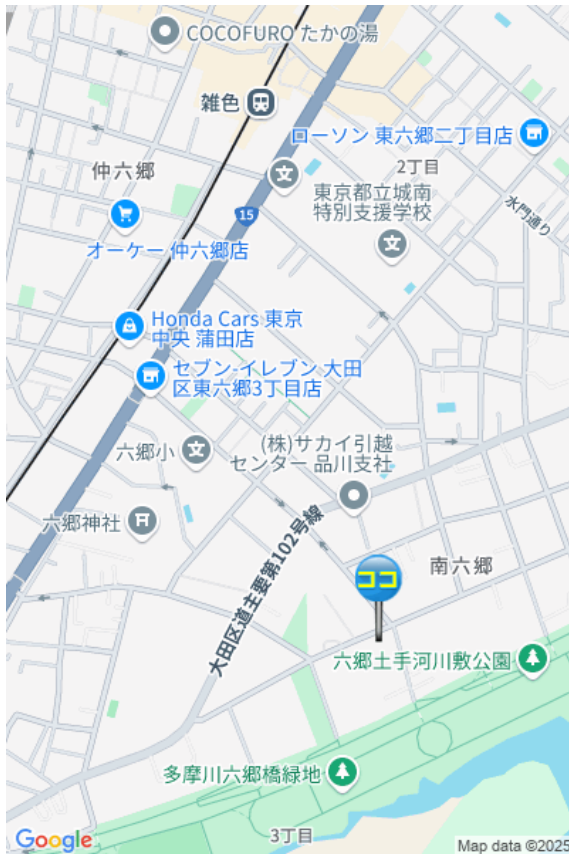 COCOFURO たかの湯
雑色
ローソン 東六郷二丁目店
2丁目
仲六郷
東京都立城南
特別支援学校
水門通り
15
オーケー 仲六郷店
Honda Cars 東京
中央 蒲田店
セブン-イレブン 大田
区東六郷3丁目店
六郷小
(株)サカイ引越
センター 品川支社
六郷神社
大田区道主要第102号線
南六郷
ココ
六郷土手河川敷公園
多摩川六郷橋緑地
3丁目
Google
Map data ©2025